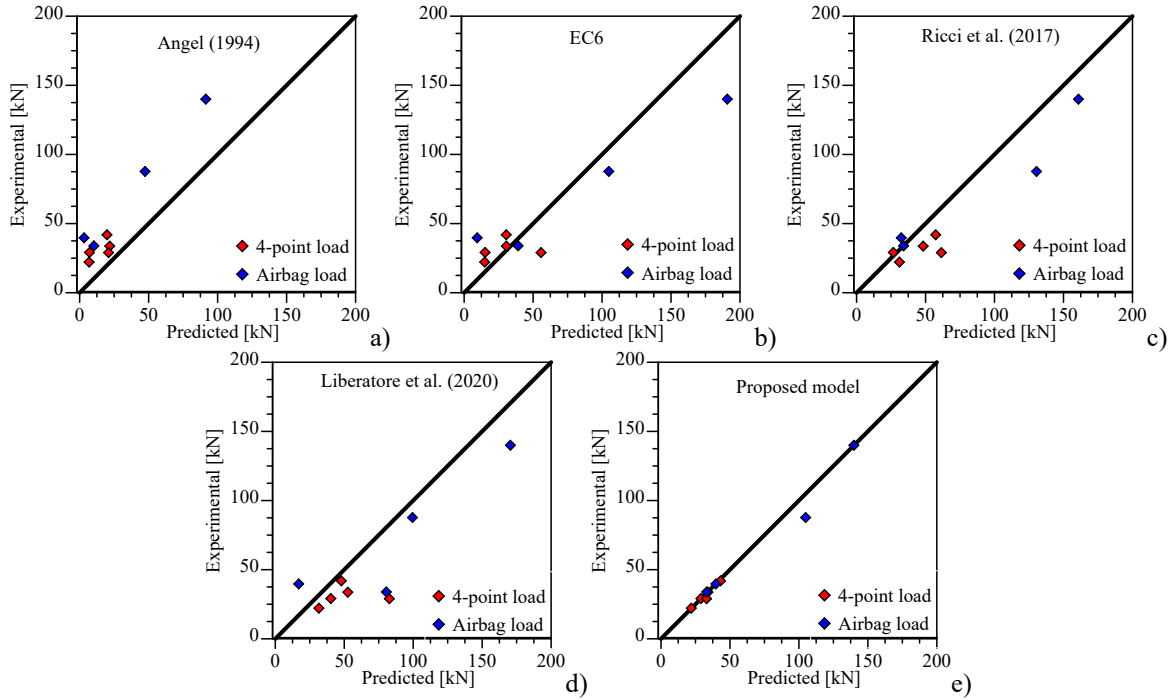 200
Angel (1994)
150
100
50
0
Experimental [kN]
4-point load
Airbag load
0 50 100 150 200
Predicted [kN]
a)
200
EC6
150
100
50
0
Experimental [kN]
4-point load
Airbag load
0 50 100 150 200
Predicted [kN]
b)
200
Ricci et al. (2017)
150
100
50
0
Experimental [kN]
4-point load
Airbag load
0 50 100 150 200
Predicted [kN]
c)
200
Liberatore et al. (2020)
150
100
50
0
Experimental [kN]
4-point load
Airbag load
0 50 100 150 200
Predicted [kN]
d)
200
Proposed model
150
100
50
0
Experimental [kN]
4-point load
Airbag load
0 50 100 150 200
Predicted [kN]
e)